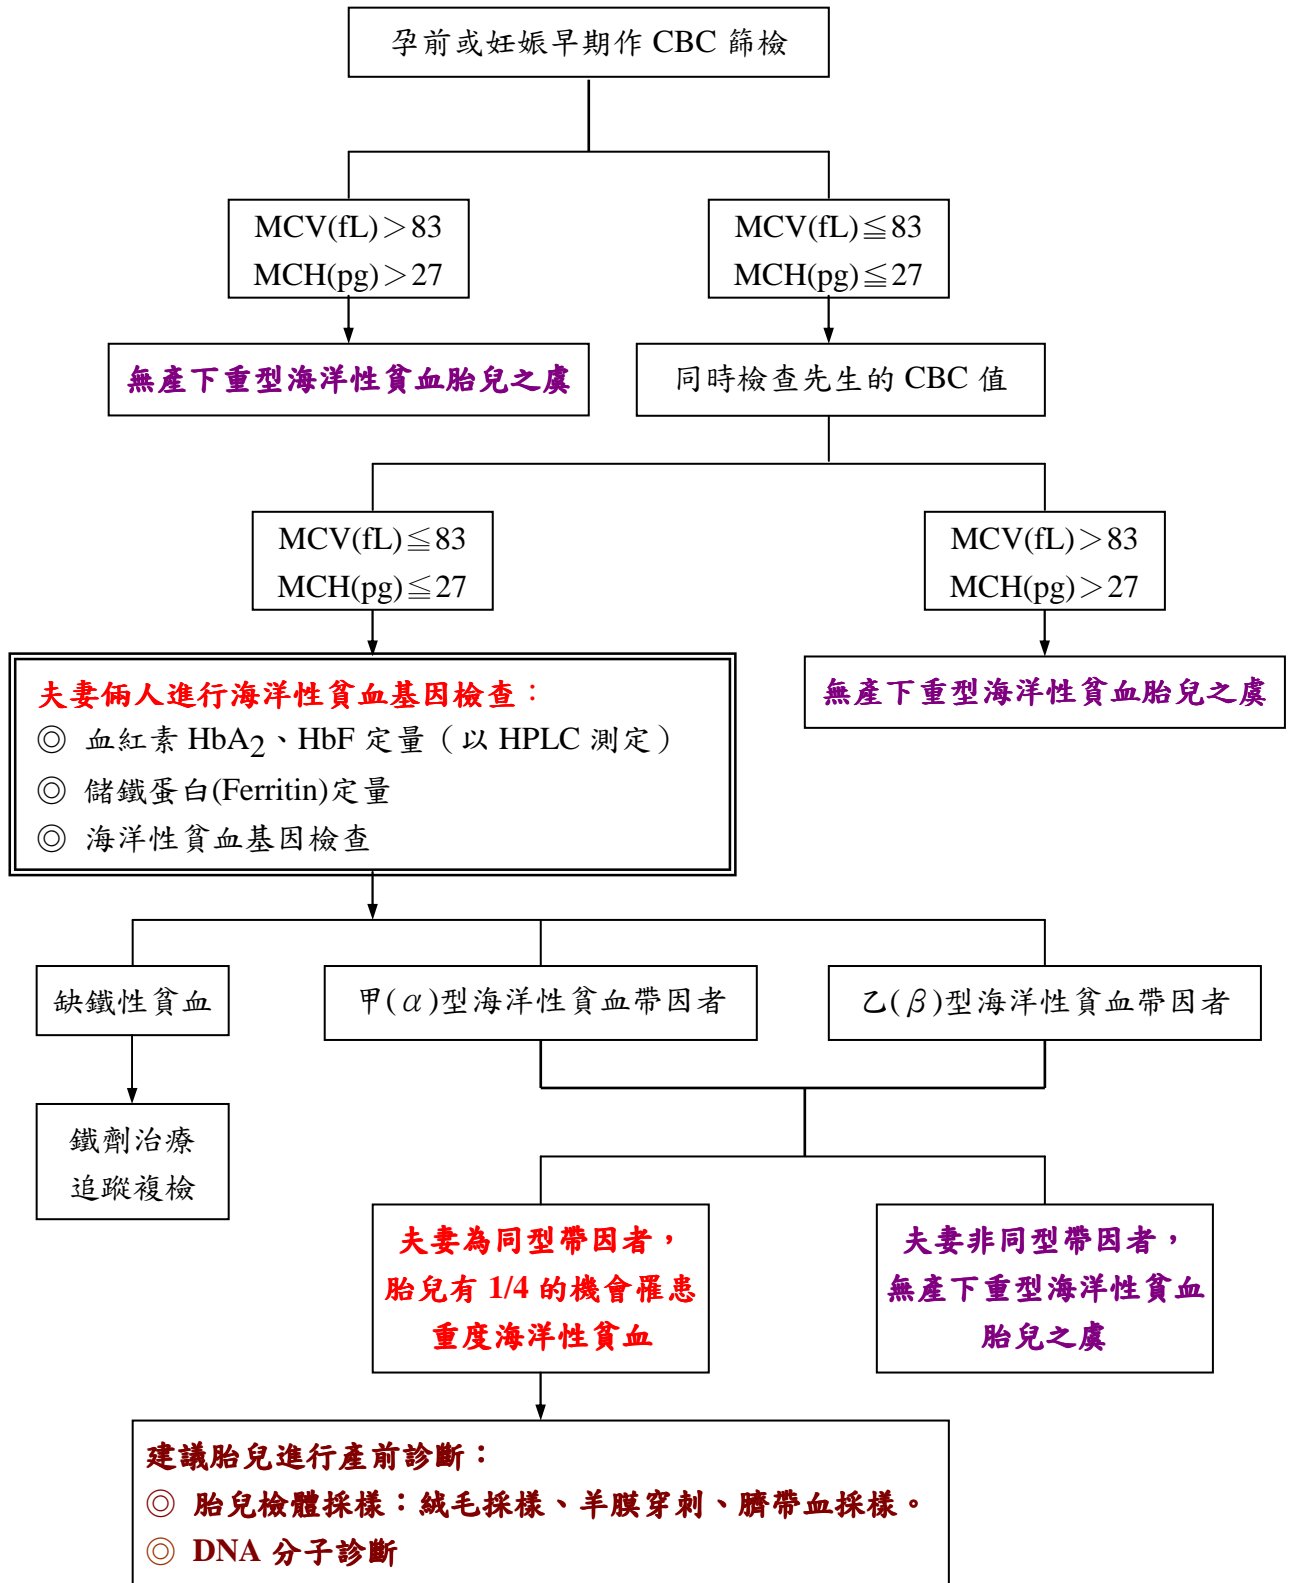 孕前或妊娠早期作 CBC 篩檢
MCV(fL)＞83
MCH(pg)＞27
MCV(fL)≦83
MCH(pg)≦27
無產下重型海洋性貧血胎兒之虞
同時檢查先生的 CBC 值
MCV(fL)≦83
MCH(pg)≦27
MCV(fL)＞83
MCH(pg)＞27
夫妻倆人進行海洋性貧血基因檢查：
◎ 血紅素 HbA2、HbF 定量（以 HPLC 測定）
◎ 儲鐵蛋白(Ferritin)定量
◎ 海洋性貧血基因檢查
無產下重型海洋性貧血胎兒之虞
缺鐵性貧血
甲(α)型海洋性貧血帶因者
乙(β)型海洋性貧血帶因者
鐵劑治療
追蹤複檢
夫妻為同型帶因者，
胎兒有 1/4 的機會罹患
重度海洋性貧血
夫妻非同型帶因者，
無產下重型海洋性貧血
胎兒之虞
建議胎兒進行產前診斷：
◎ 胎兒檢體採樣：絨毛採樣、羊膜穿刺、臍帶血採樣。
◎ DNA 分子診斷